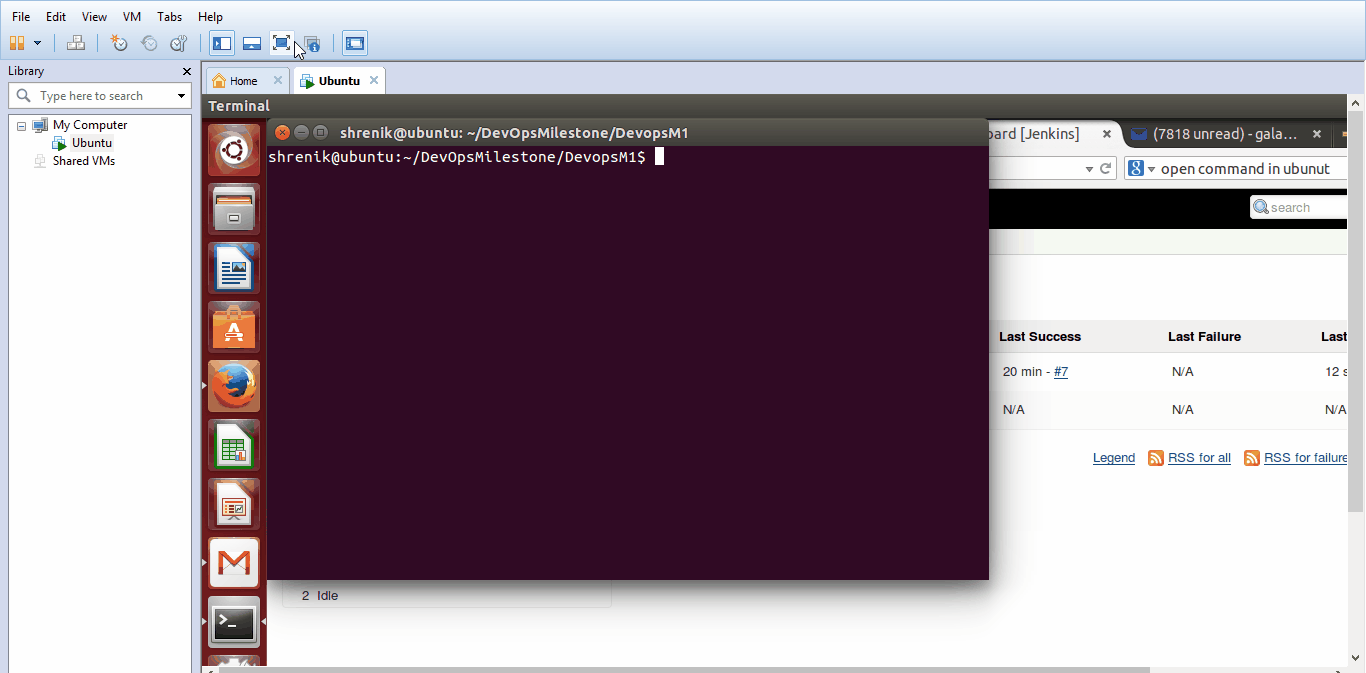 File Edit View VM Tabs Help
Library
Type here to search
My Computer
Ubuntu
Shared VMs
Home
Ubuntu
Terminal
shrenik@ubuntu: ~/DevOpsMilestone/DevopsM1
shrenik@ubuntu:~/DevOpsMilestone/DevopsM1$
oard [Jenkins]
(7818 unread) - gala...
open command in ubunut
search
Last Success Last Failure Last
20 min - #7 N/A 12 s
N/A N/A N/A
Legend RSS for all RSS for failure
2 Idle